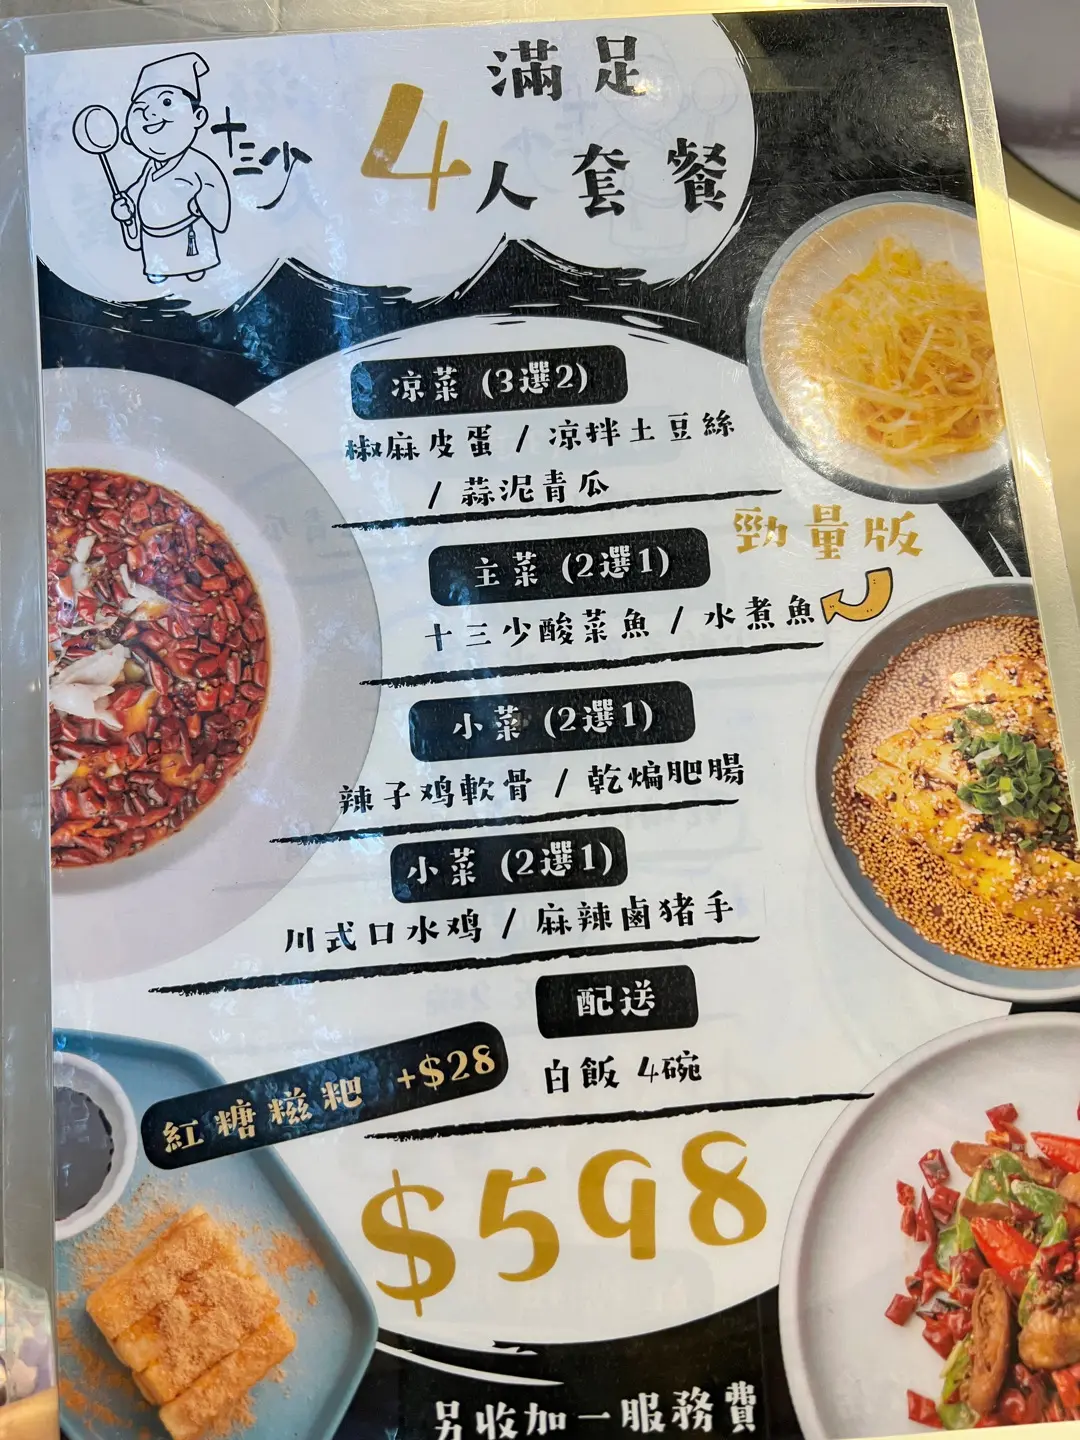 十三少
滿足
4人套餐
凉菜 (3選2)
椒麻皮蛋 / 凉拌土豆絲
/ 蒜泥青瓜
勁量版
主菜 (2選1)
十三少酸菜魚 / 水煮魚
小菜 (2選1)
辣子鸡軟骨 / 乾煸肥腸
小菜 (2選1)
川式口水鸡 / 麻辣鹵猪手
配送
白飯 4碗
紅糖糍粑 +$28
$598
另收加一服務費